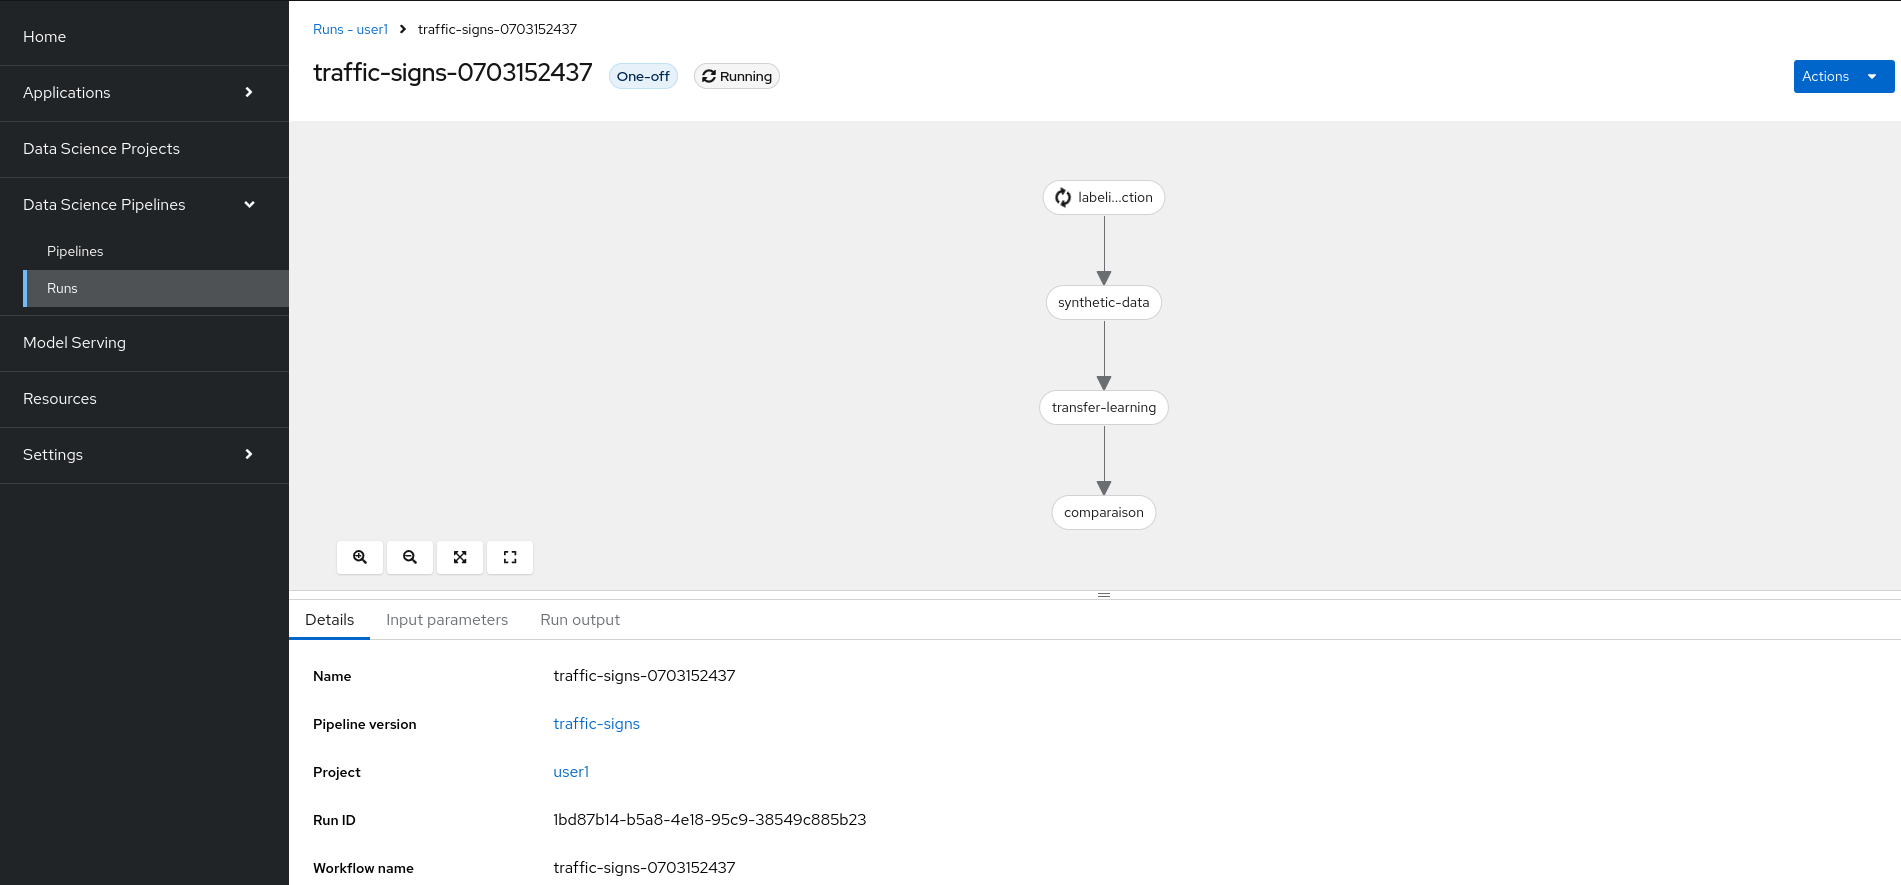 Home
Applications
Data Science Projects
Data Science Pipelines
Pipelines
Runs
Model Serving
Resources
Settings
Runs - user1 > traffic-signs-0703152437
traffic-signs-0703152437 One-off Running
Actions
labeli...ction
synthetic-data
transfer-learning
comparaison
Details Input parameters Run output
Name traffic-signs-0703152437
Pipeline version traffic-signs
Project user1
Run ID 1bd87b14-b5a8-4e18-95c9-38549c885b23
Workflow name traffic-signs-0703152437